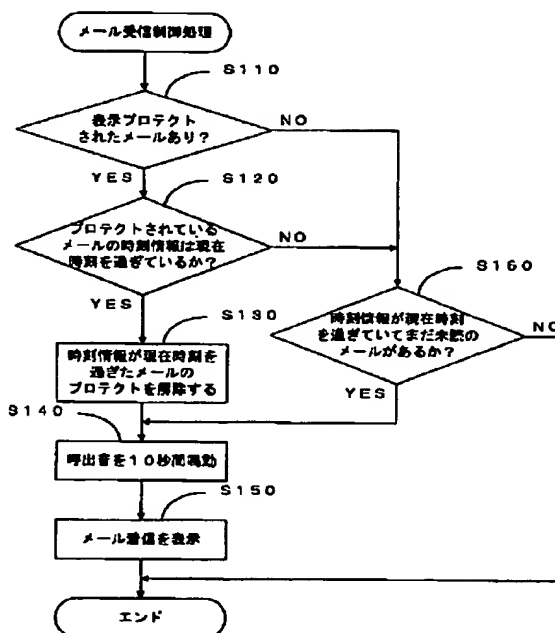 メール受信制御処理
S110
表示プロテクト
されたメールあり？
NO
YES
S120
プロテクトされている
メールの時刻情報は現在
時刻を過ぎているか？
NO
YES
S160
時刻情報が現在時刻
を過ぎていてまだ未読の
メールがあるか？
NO
YES
S130
時刻情報が現在時刻を
過ぎたメールの
プロテクトを解除する
S140
呼出音を10秒間鳴動
S150
メール着信を表示
エンド